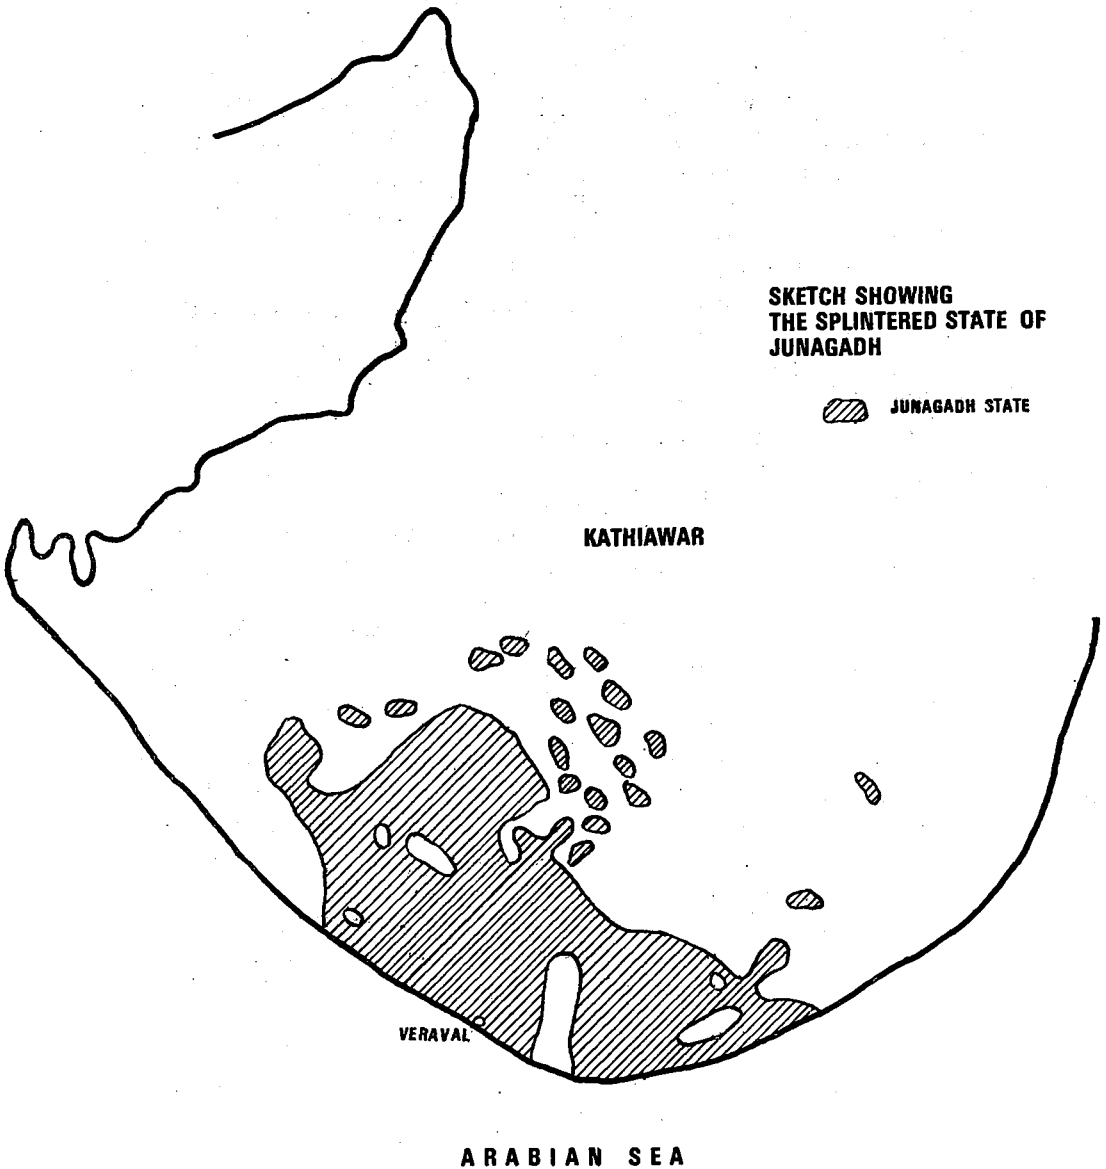 SKETCH SHOWING
THE SPLINTERED STATE OF
JUNAGADH
JUNAGADH STATE
KATHIAWAR
VERAVAL
ARABIAN SEA